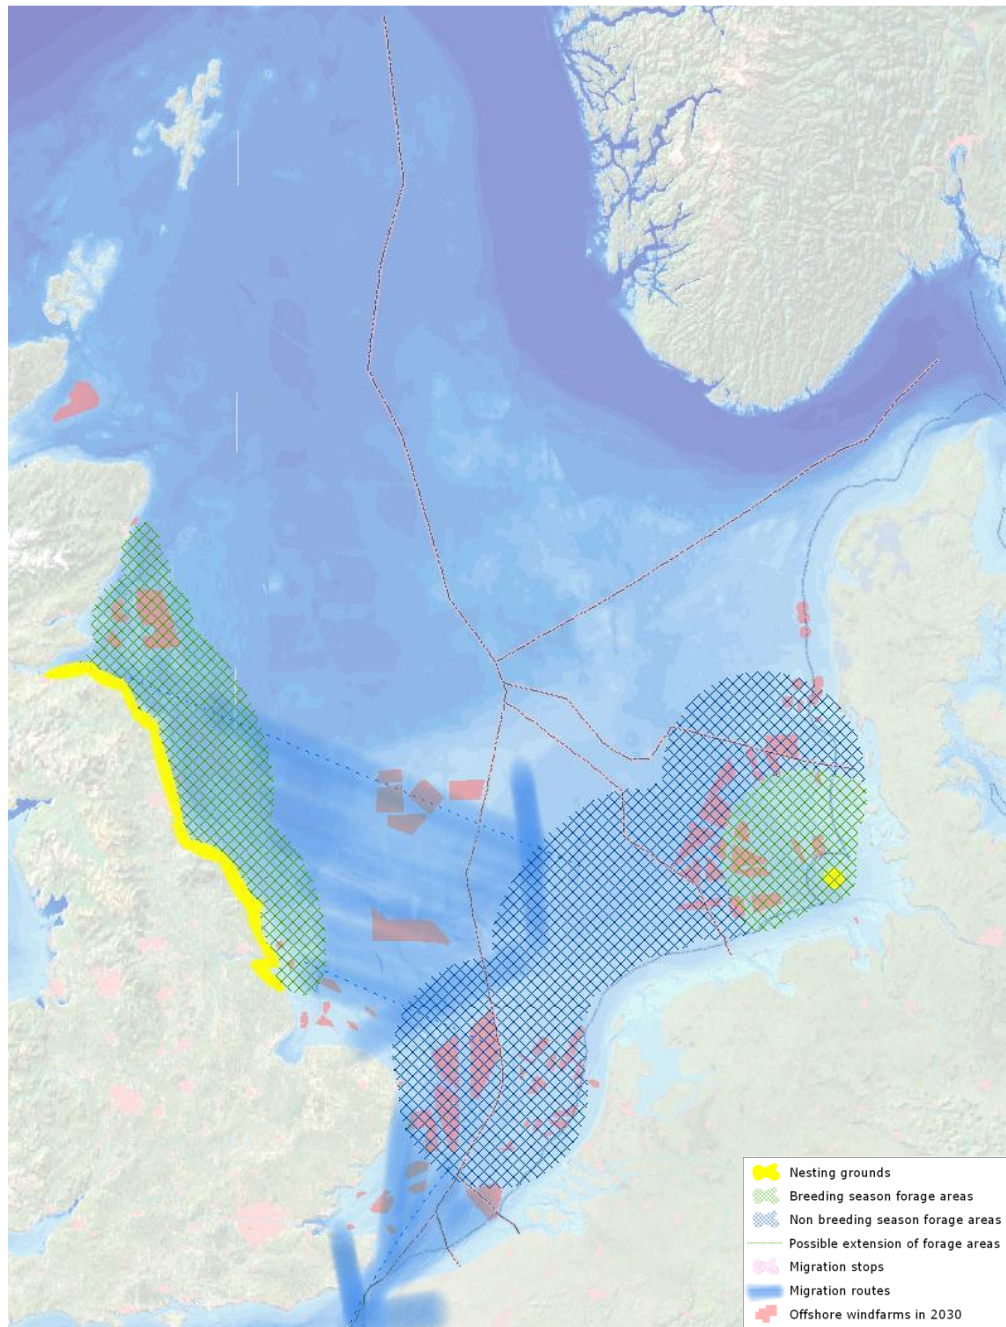 Nesting grounds
Breeding season forage areas
Non breeding season forage areas
Possible extension of forage areas
Migration stops
Migration routes
Offshore windfarms in 2030